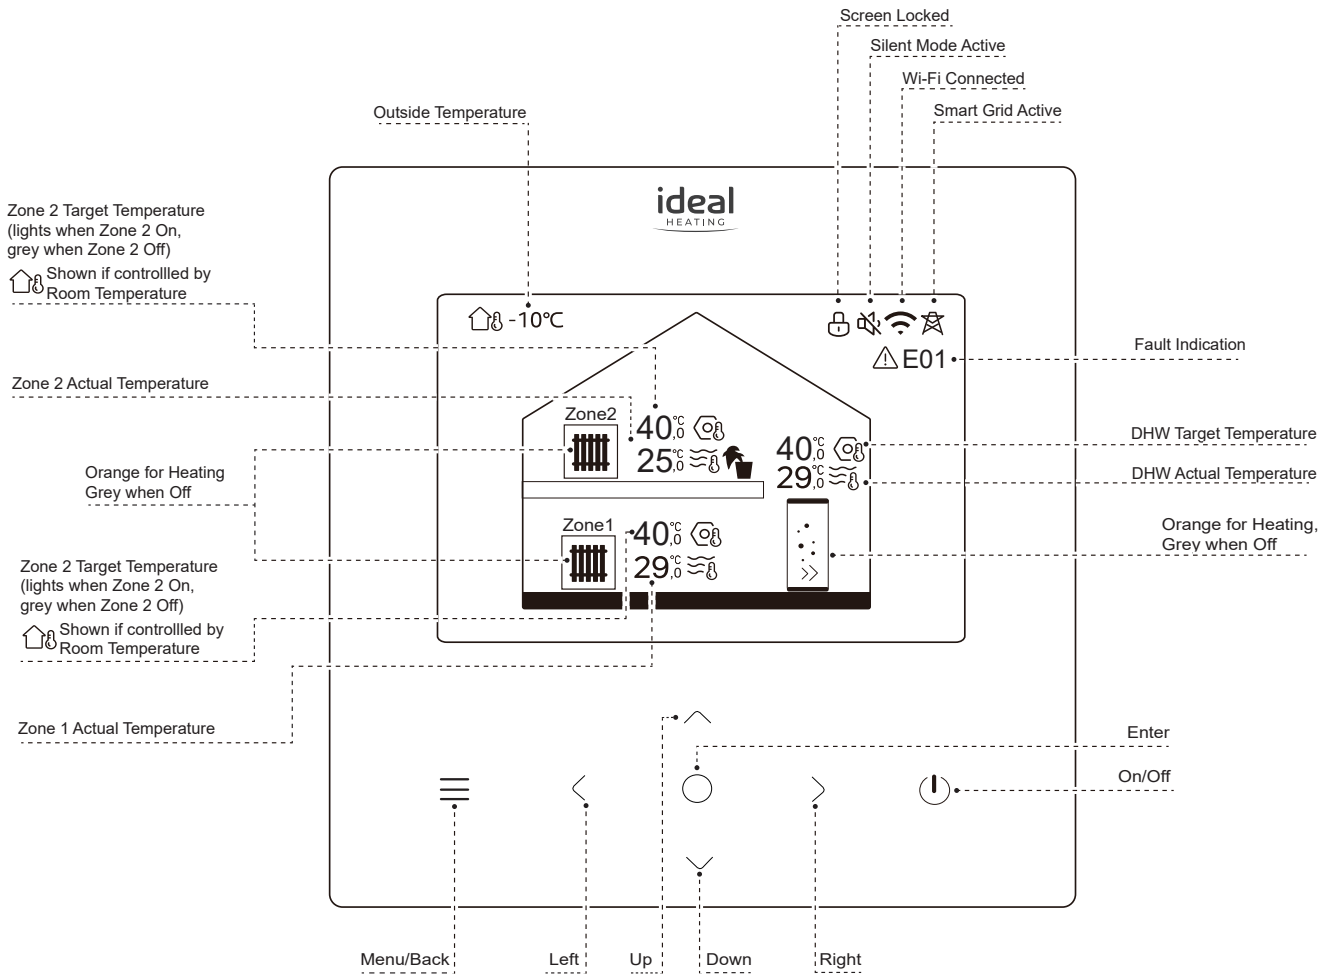 Screen Locked
Silent Mode Active
Wi-Fi Connected
Outside Temperature
Smart Grid Active
ideal
HEATING
Zone 2 Target Temperature
(lights when Zone 2 On,
grey when Zone 2 Off)
Shown if controllled by
Room Temperature
-10°C
E01
Fault Indication
Zone 2 Actual Temperature
Zone2
40°C,0
25°C,0
40°C,0
29°C,0
DHW Target Temperature
DHW Actual Temperature
Orange for Heating
Grey when Off
Zone1
40°C,0
29°C,0
Orange for Heating,
Grey when Off
Zone 2 Target Temperature
(lights when Zone 2 On,
grey when Zone 2 Off)
Shown if controllled by
Room Temperature
Zone 1 Actual Temperature
Enter
On/Off
Menu/Back
Left
Up
Down
Right